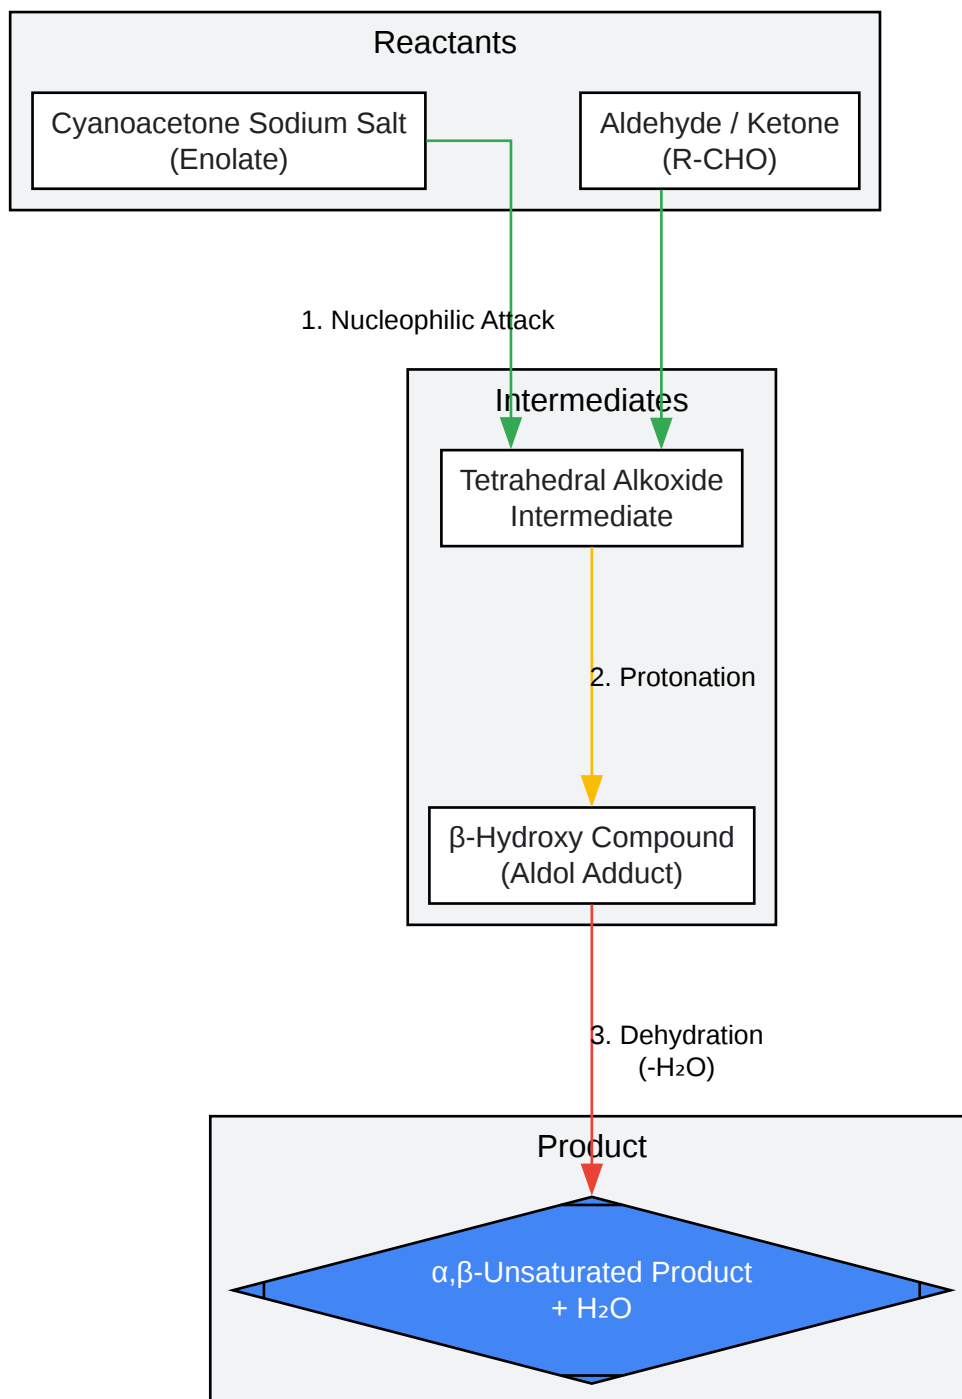 Reactants
Cyanoacetone Sodium Salt
(Enolate)
Aldehyde / Ketone
(R-CHO)
1. Nucleophilic Attack
Intermediates
Tetrahedral Alkoxide
Intermediate
2. Protonation
β-Hydroxy Compound
(Aldol Adduct)
3. Dehydration
(-H₂O)
Product
α,β-Unsaturated Product
+ H₂O